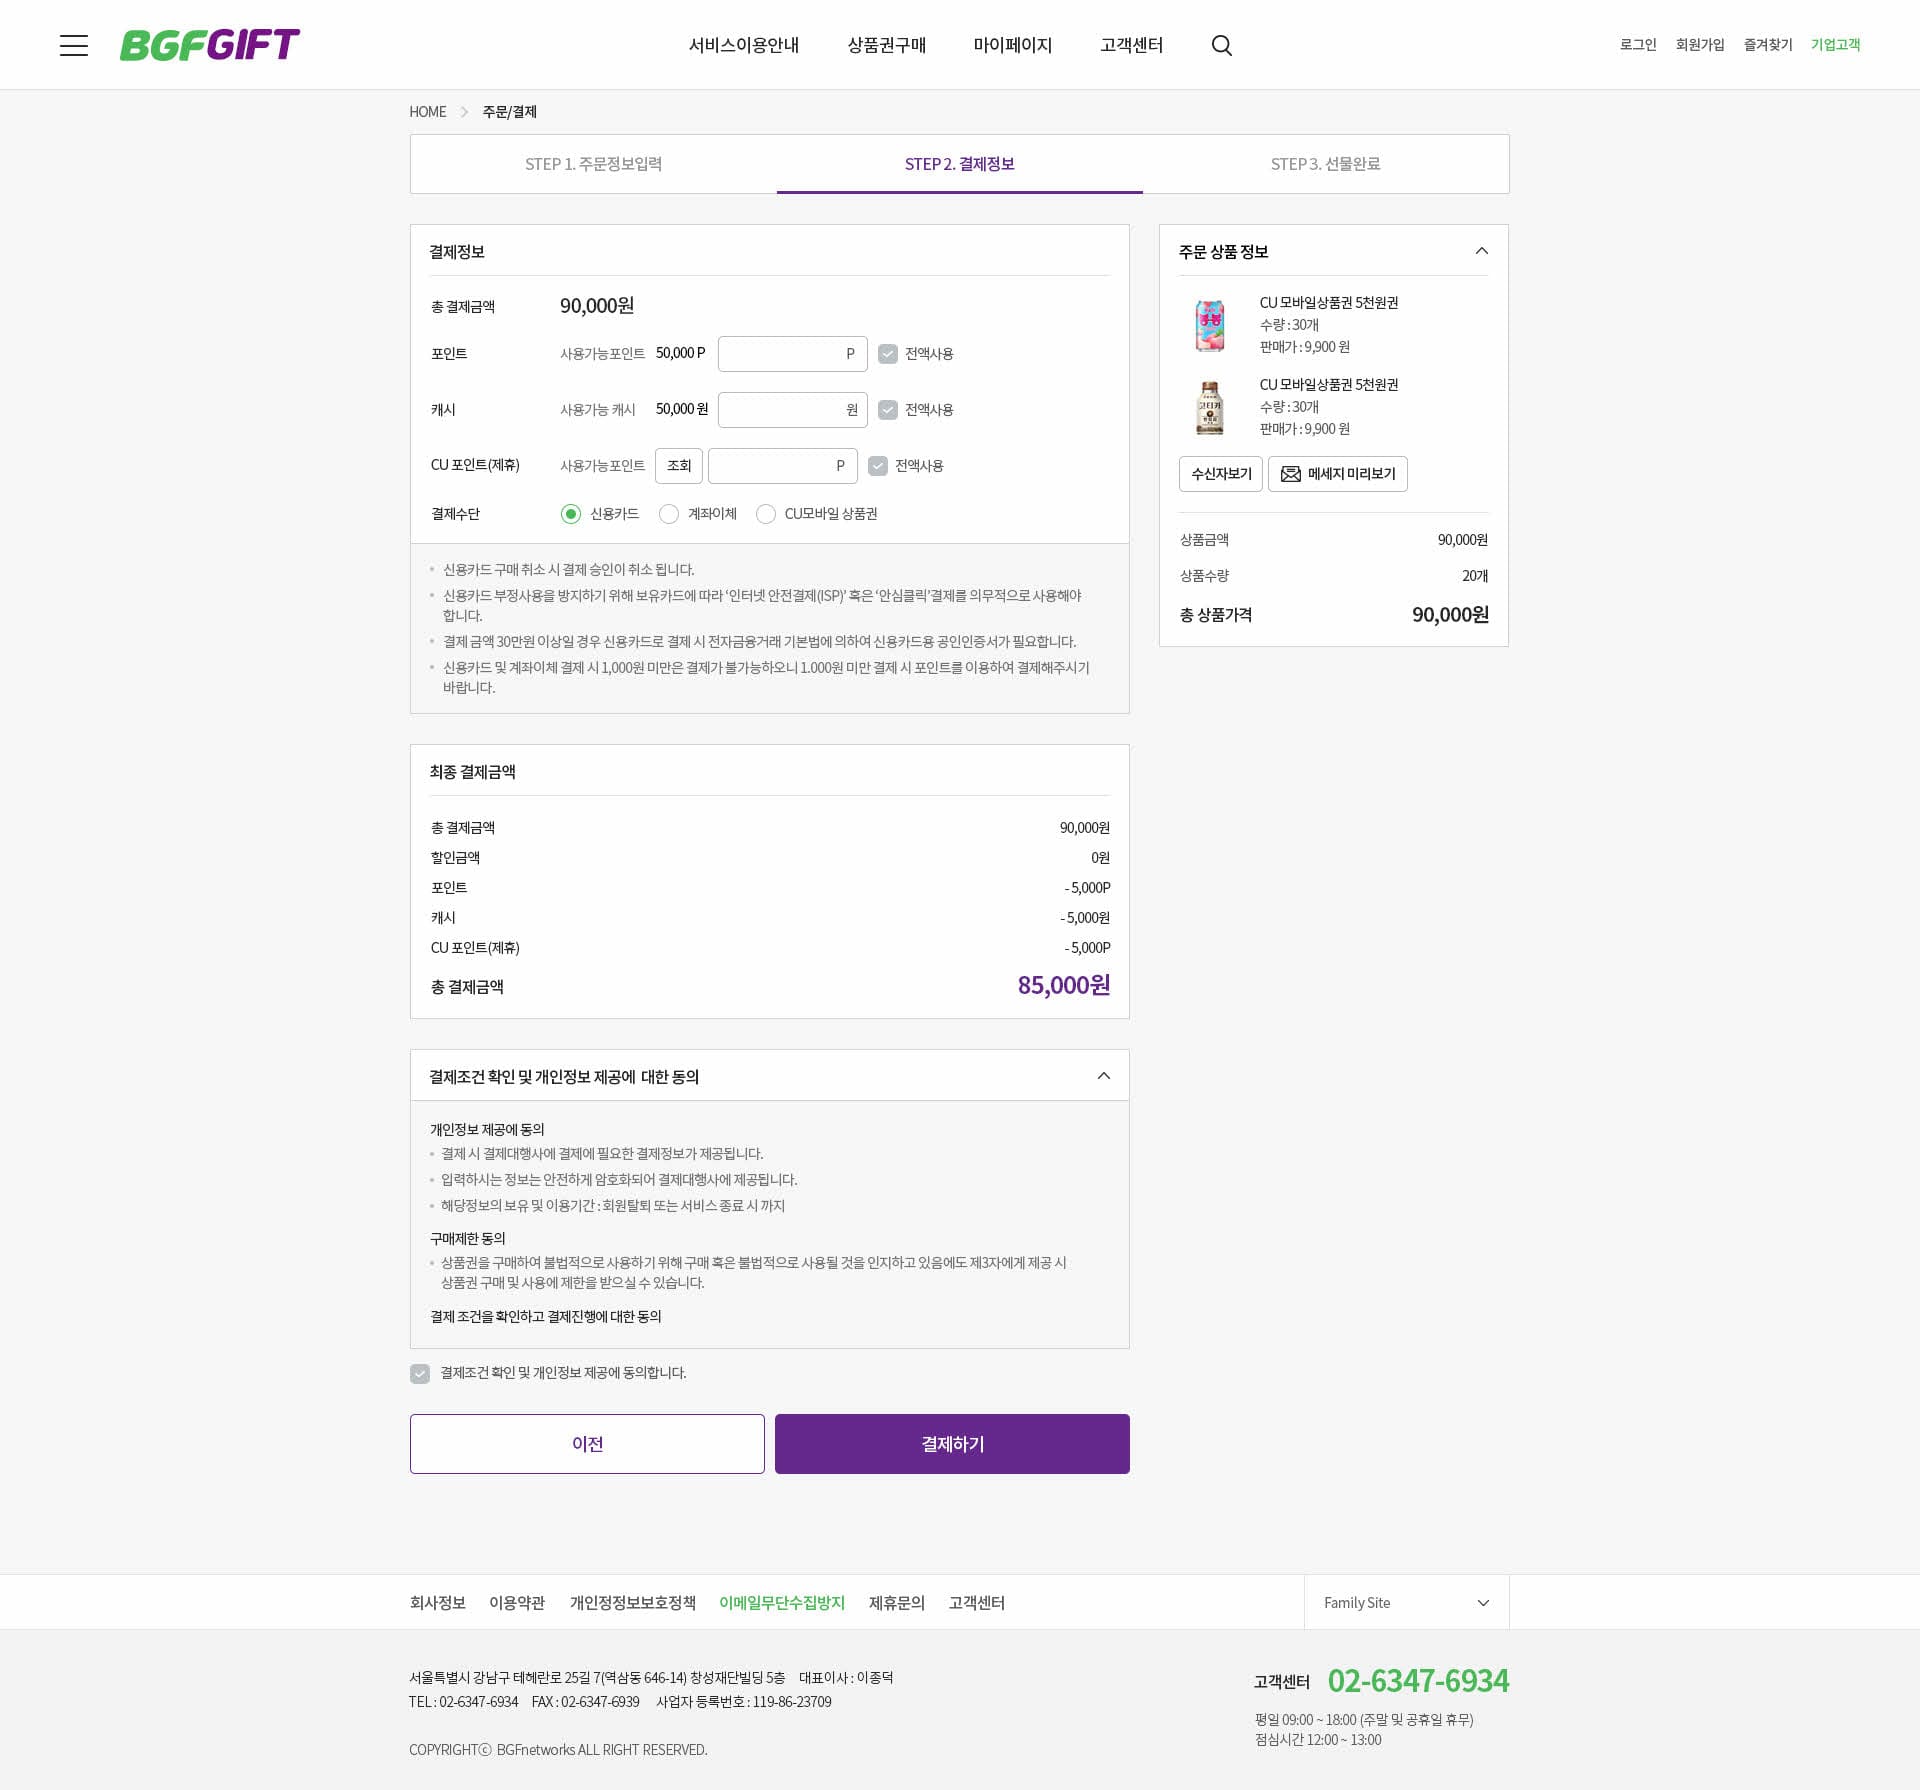 BGFGIFT
서비스이용안내 상품권구매 마이페이지 고객센터
로그인 회원가입 즐겨찾기 기업고객
HOME 주문/결제
STEP 1. 주문정보입력
STEP 2. 결제정보
STEP 3. 선물완료
결제정보
총 결제금액 90,000원
포인트 사용가능포인트 50,000 P P 전액사용
캐시 사용가능 캐시 50,000 원 원 전액사용
CU 포인트(제휴) 사용가능포인트 조회 P 전액사용
결제수단 신용카드 계좌이체 CU모바일 상품권
신용카드 구매 취소 시 결제 승인이 취소 됩니다.
신용카드 부정사용을 방지하기 위해 보유카드에 따라 ‘인터넷 안전결제(ISP)’ 혹은 ‘안심클릭’결제를 의무적으로 사용해야
합니다.
결제 금액 30만원 이상일 경우 신용카드로 결제 시 전자금융거래 기본법에 의하여 신용카드용 공인인증서가 필요합니다.
신용카드 및 계좌이체 결제 시 1,000원 미만은 결제가 불가능하오니 1.000원 미만 결제 시 포인트를 이용하여 결제해주시기
바랍니다.
주문 상품 정보
CU 모바일상품권 5천원권
수량 : 30개
판매가 : 9,900 원
CU 모바일상품권 5천원권
수량 : 30개
판매가 : 9,900 원
수신자보기 메세지 미리보기
상품금액 90,000원
상품수량 20개
총 상품가격 90,000원
최종 결제금액
총 결제금액 90,000원
할인금액 0원
포인트 - 5,000P
캐시 - 5,000원
CU 포인트(제휴) - 5,000P
총 결제금액 85,000원
결제조건 확인 및 개인정보 제공에 대한 동의
개인정보 제공에 동의
결제 시 결제대행사에 결제에 필요한 결제정보가 제공됩니다.
입력하시는 정보는 안전하게 암호화되어 결제대행사에 제공됩니다.
해당정보의 보유 및 이용기간 : 회원탈퇴 또는 서비스 종료 시 까지
구매제한 동의
상품권을 구매하여 불법적으로 사용하기 위해 구매 혹은 불법적으로 사용될 것을 인지하고 있음에도 제3자에게 제공 시
상품권 구매 및 사용에 제한을 받으실 수 있습니다.
결제 조건을 확인하고 결제진행에 대한 동의
결제조건 확인 및 개인정보 제공에 동의합니다.
이전 결제하기
회사정보 이용약관 개인정정보보호정책 이메일무단수집방지 제휴문의 고객센터
Family Site
서울특별시 강남구 테헤란로 25길 7(역삼동 646-14) 창성재단빌딩 5층 대표이사 : 이종덕
TEL : 02-6347-6934 FAX : 02-6347-6939 사업자 등록번호 : 119-86-23709
COPYRIGHTⓒ BGFnetworks ALL RIGHT RESERVED.
고객센터 02-6347-6934
평일 09:00 ~ 18:00 (주말 및 공휴일 휴무)
점심시간 12:00 ~ 13:00